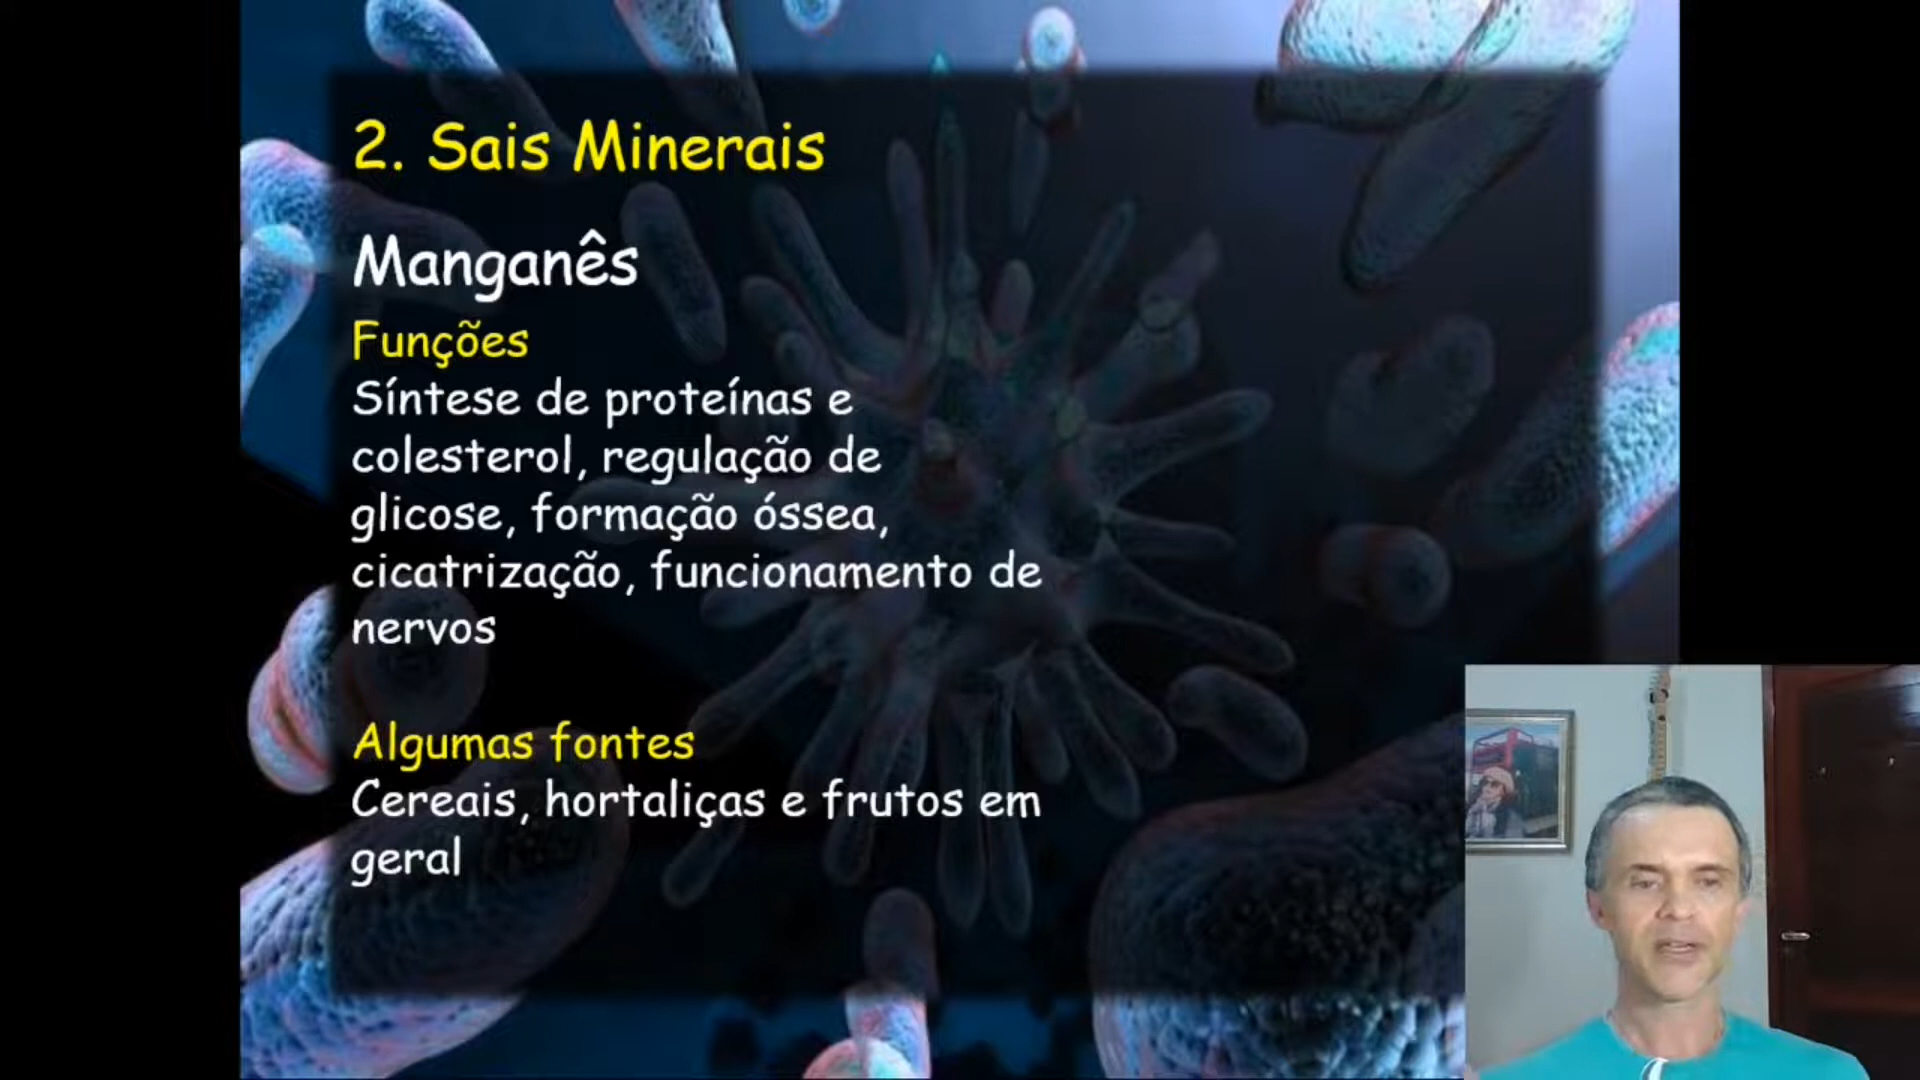 2. Sais Minerais
Manganês
Funções
Síntese de proteínas e
colesterol, regulação de
glicose, formação óssea,
cicatrização, funcionamento de
nervos
Algumas fontes
Cereais, hortaliças e frutos em
geral